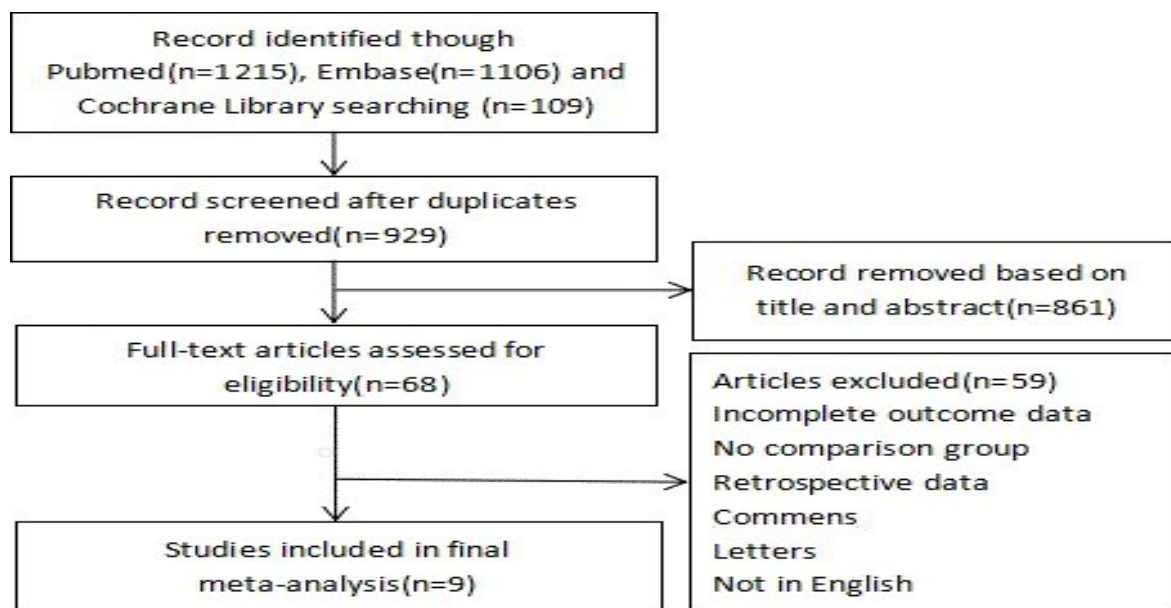 Record identified though
Pubmed(n=1215), Embase(n=1106) and
Cochrane Library searching (n=109)
Record screened after duplicates
removed(n=929)
Record removed based on
title and abstract(n=861)
Full-text articles assessed for
eligibility(n=68)
Articles excluded(n=59)
Incomplete outcome data
No comparison group
Retrospective data
Commens
Letters
Not in English
Studies included in final
meta-analysis(n=9)